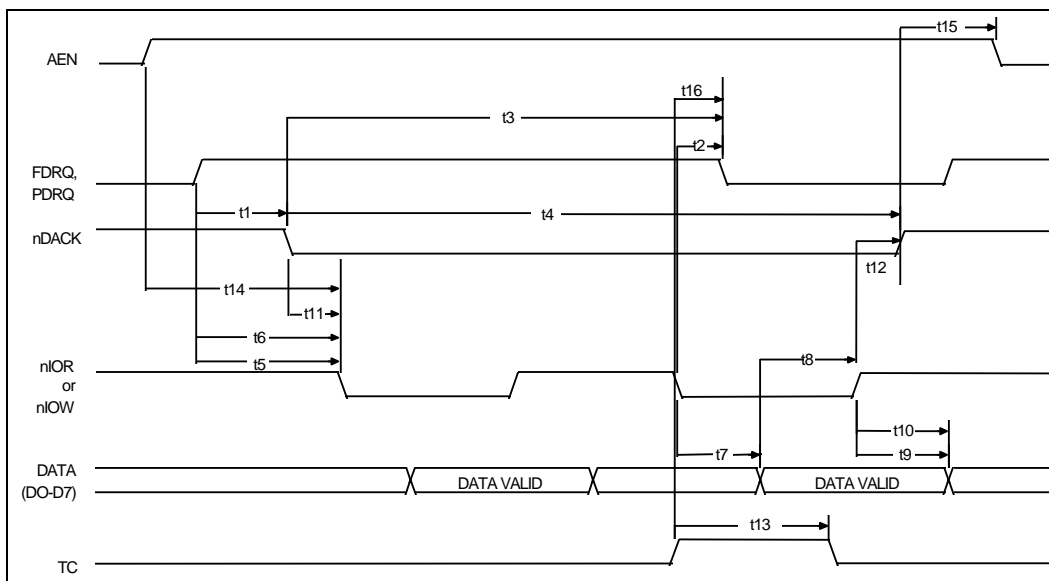 t15
AEN
t16
t3
t2
FDRQ,
PDRQ
t1
t4
nDACK
t12
t14
t11
t6
t8
t5
nIOR
or
nIOW
t10
t7
t9
DATA
(DO-D7)
DATA VALID
DATA VALID
t13
TC